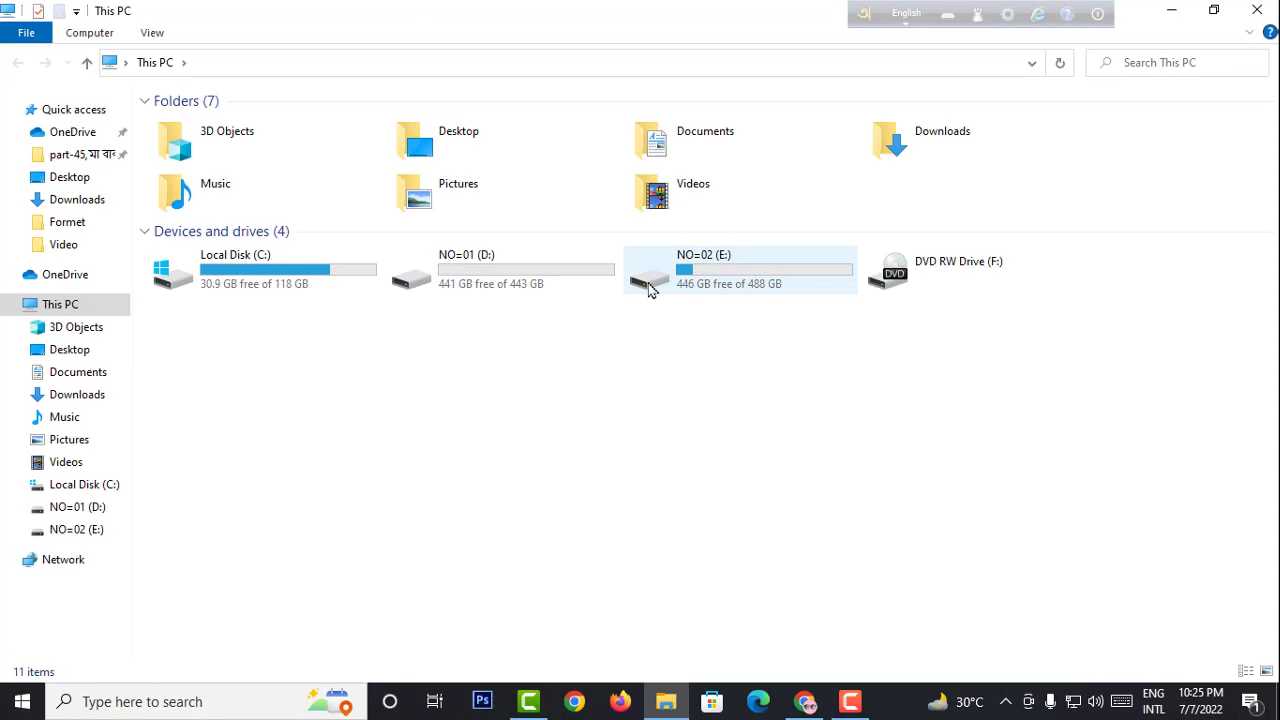 This PC
English
File
Computer
View
This PC
Search This PC
Quick access
OneDrive
part-45,মা বাব
Desktop
Downloads
Formet
Video
OneDrive
This PC
3D Objects
Desktop
Documents
Downloads
Music
Pictures
Videos
Local Disk (C:)
NO=01 (D:)
NO=02 (E:)
Network
Folders (7)
3D Objects
Desktop
Documents
Downloads
Music
Pictures
Videos
Devices and drives (4)
Local Disk (C:)
30.9 GB free of 118 GB
NO=01 (D:)
441 GB free of 443 GB
NO=02 (E:)
446 GB free of 488 GB
DVD
DVD RW Drive (F:)
11 items
Type here to search
Ps
30°C
ENG
INTL
10:25 PM
7/7/2022
1